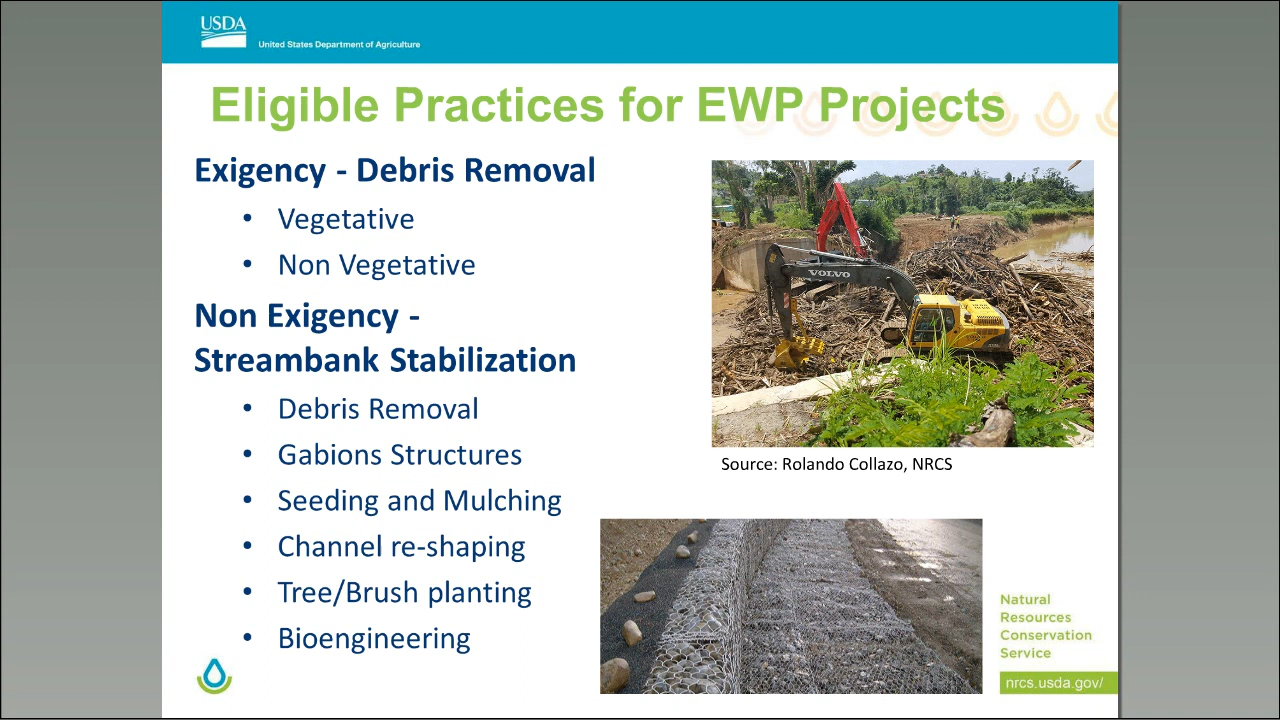 USDA
United States Department of Agriculture
Eligible Practices for EWP Projects
Exigency - Debris Removal
• Vegetative
• Non Vegetative
Non Exigency -
Streambank Stabilization
• Debris Removal
• Gabions Structures
• Seeding and Mulching
• Channel re-shaping
• Tree/Brush planting
• Bioengineering
VOLVO
Source: Rolando Collazo, NRCS
Natural
Resources
Conservation
Service
nrcs.usda.gov/